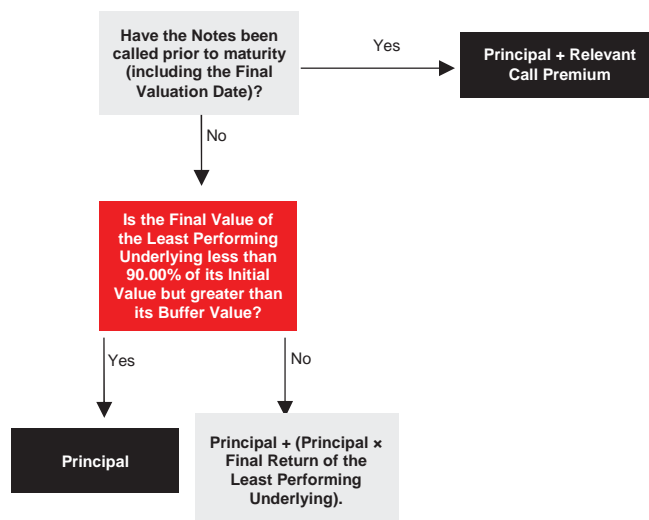 Have the Notes been
called prior to maturity
(including the Final
Valuation Date)?
Yes
Principal + Relevant
Call Premium
No
Is the Final Value of
the Least Performing
Underlying less than
90.00% of its Initial
Value but greater than
its Buffer Value?
Yes
No
Principal
Principal + (Principal ×
Final Return of the
Least Performing
Underlying).